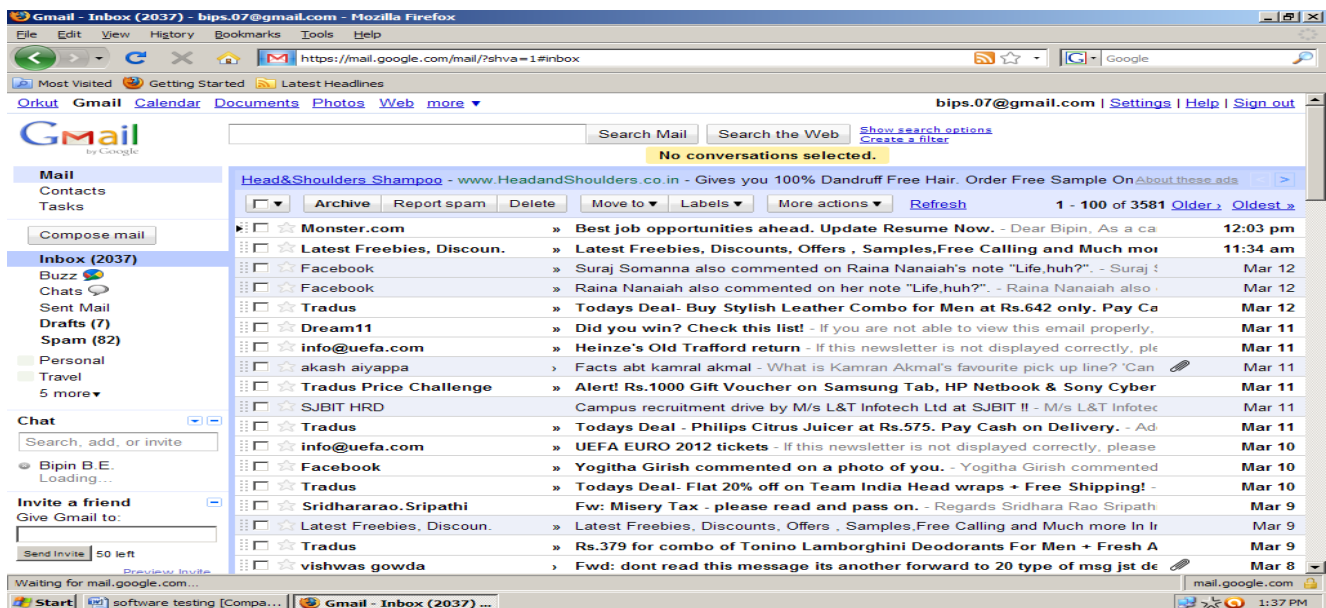 Gmail - Inbox (2037) - bips.07@gmail.com - Mozilla Firefox
File Edit View History Bookmarks Tools Help
https://mail.google.com/mail/?shva=1#inbox
G Google
Most Visited Getting Started Latest Headlines
Orkut Gmail Calendar Documents Photos Web more ▼
bips.07@gmail.com | Settings | Help | Sign out
Gmail
by Google
Search Mail Search the Web Show search options
Create a filter
No conversations selected.
Mail
Contacts
Tasks
Compose mail
Inbox (2037)
Buzz
Chats
Sent Mail
Drafts (7)
Spam (82)
Personal
Travel
5 more▼
Chat
Search, add, or invite
Bipin B.E.
Loading...
Invite a friend
Give Gmail to:
Send Invite 50 left
Preview Invite
Head&Shoulders Shampoo - www.HeadandShoulders.co.in - Gives you 100% Dandruff Free Hair. Order Free Sample On About these ads < >
Archive Report spam Delete Move to ▼ Labels ▼ More actions ▼ Refresh 1 - 100 of 3581 Older › Oldest »
Monster.com » Best job opportunities ahead. Update Resume Now. - Dear Bipin, As a ca 12:03 pm
Latest Freebies, Discoun. » Latest Freebies, Discounts, Offers , Samples,Free Calling and Much mor 11:34 am
Facebook » Suraj Somanna also commented on Raina Nanaiah's note "Life,huh?". - Suraj Mar 12
Facebook » Raina Nanaiah also commented on her note "Life,huh?". - Raina Nanaiah also Mar 12
Tradus » Todays Deal- Buy Stylish Leather Combo for Men at Rs.642 only. Pay Ca Mar 12
Dream11 » Did you win? Check this list! - If you are not able to view this email properly, Mar 11
info@uefa.com » Heinze's Old Trafford return - If this newsletter is not displayed correctly, ple Mar 11
akash aiyappa › Facts abt kamral akmal - What is Kamran Akmal's favourite pick up line? 'Can Mar 11
Tradus Price Challenge » Alert! Rs.1000 Gift Voucher on Samsung Tab, HP Netbook & Sony Cyber Mar 11
SJBIT HRD Campus recruitment drive by M/s L&T Infotech Ltd at SJBIT !! - M/s L&T Infotec Mar 11
Tradus » Todays Deal - Philips Citrus Juicer at Rs.575. Pay Cash on Delivery. - Ad Mar 11
info@uefa.com » UEFA EURO 2012 tickets - If this newsletter is not displayed correctly, please Mar 10
Facebook » Yogitha Girish commented on a photo of you. - Yogitha Girish commented Mar 10
Tradus » Todays Deal- Flat 20% off on Team India Head wraps + Free Shipping! - Mar 10
Sridhararao.Sripathi Fw: Misery Tax - please read and pass on. - Regards Sridhara Rao Sripath Mar 9
Latest Freebies, Discoun. » Latest Freebies, Discounts, Offers , Samples,Free Calling and Much more In Ir Mar 9
Tradus » Rs.379 for combo of Tonino Lamborghini Deodorants For Men + Fresh A Mar 9
vishwas gowda › Fwd: dont read this message its another forward to 20 type of msg jst de Mar 8
Waiting for mail.google.com... mail.google.com
Start software testing [Compa... Gmail - Inbox (2037) ... 1:37 PM